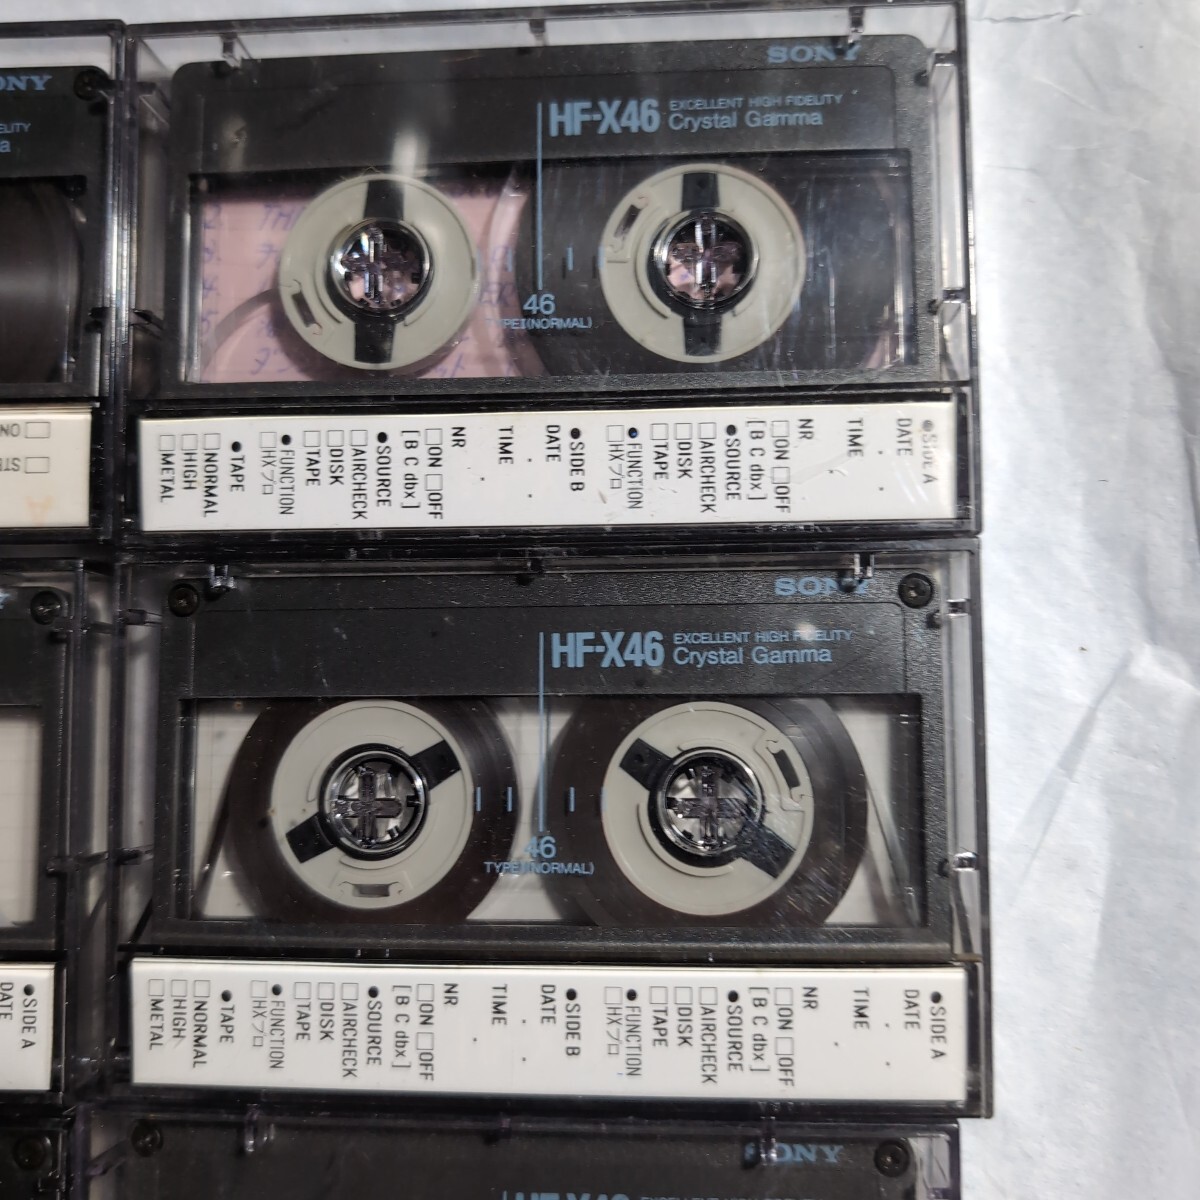 SONY
HF-X46
EXCELLENT HIGH FIDELITY
Crystal Gamma
46
TYPEI(NORMAL)
●SIDE A
DATE
TIME
NR
□ON □OFF
[B C dbx]
●SOURCE
□AIRCHECK
□DISK
□TAPE
●FUNCTION
□HXプロ
●SIDE B
DATE
TIME
NR
□ON □OFF
[B C dbx]
●SOURCE
□AIRCHECK
□DISK
□TAPE
●FUNCTION
□HXプロ
●TAPE
□NORMAL
□HIGH
□METAL
SONY
HF-X46
EXCELLENT HIGH FIDELITY
Crystal Gamma
46
TYPEI(NORMAL)
●SIDE A
DATE
TIME
NR
□ON □OFF
[B C dbx]
●SOURCE
□AIRCHECK
□DISK
□TAPE
●FUNCTION
□HXプロ
●SIDE B
DATE
TIME
NR
□ON □OFF
[B C dbx]
●SOURCE
□AIRCHECK
□DISK
□TAPE
●FUNCTION
□HXプロ
●TAPE
□NORMAL
□HIGH
□METAL
●SIDE A
DATE
SONY